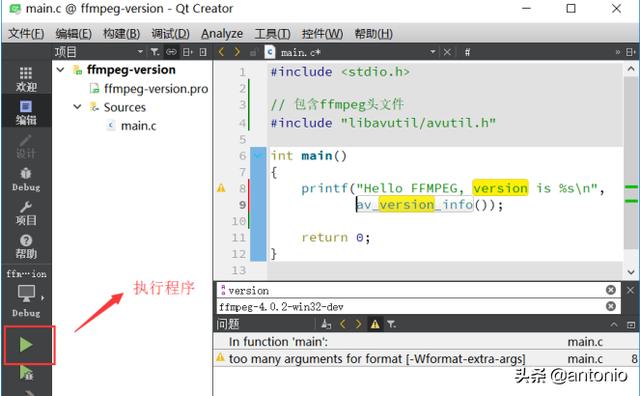 main.c @ ffmpeg-version - Qt Creator
文件(F) 编辑(E) 构建(B) 调试(D) Analyze 工具(T) 控件(W) 帮助(H)
项目
main.c*
#
欢迎
编辑
设计
Debug
项目
帮助
ffm···ion
Debug
ffmpeg-version
ffmpeg-version.pro
Sources
main.c
执行程序
1 #include <stdio.h>
2
3 // 包含ffmpeg头文件
4 #include "libavutil/avutil.h"
5
6 int main()
7 {
8 printf("Hello FFMPEG, version is %s\n",
9 av_version_info());
10
11 return 0;
12 }
13
version
ffmpeg-4.0.2-win32-dev
问题
In function 'main': main.c
too many arguments for format [-Wformat-extra-args] main.c 8
头条 @antonio